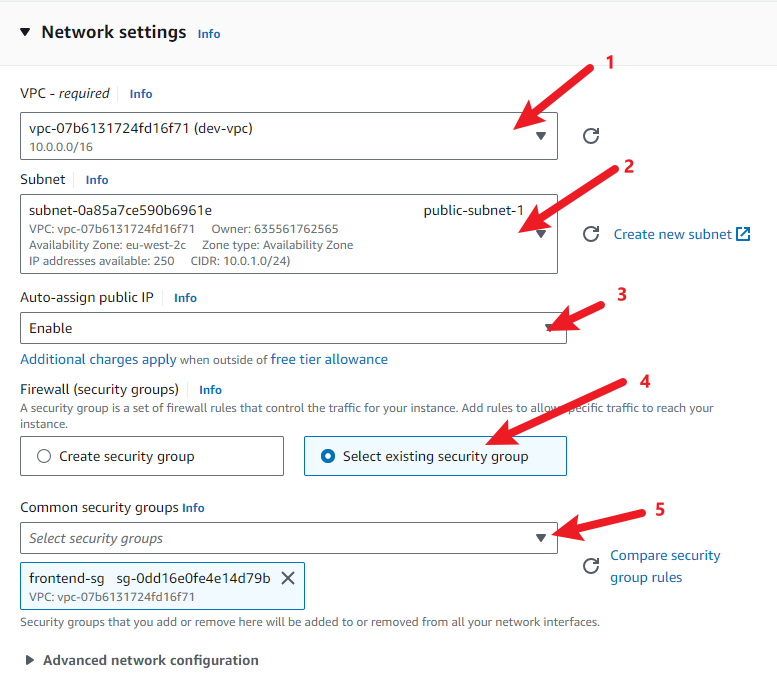 Network settings Info
1
VPC - required Info
vpc-07b6131724fd16f71 (dev-vpc)
10.0.0.0/16
2
Subnet Info
subnet-0a85a7ce590b6961e public-subnet-1
VPC: vpc-07b6131724fd16f71 Owner: 635561762565
Availability Zone: eu-west-2c Zone type: Availability Zone
IP addresses available: 250 CIDR: 10.0.1.0/24)
Create new subnet
3
Auto-assign public IP Info
Enable
Additional charges apply when outside of free tier allowance
4
Firewall (security groups) Info
A security group is a set of firewall rules that control the traffic for your instance. Add rules to allow specific traffic to reach your
instance.
Create security group
Select existing security group
5
Common security groups Info
Select security groups
Compare security
group rules
frontend-sg sg-0dd16e0fe4e14d79b
VPC: vpc-07b6131724fd16f71
Security groups that you add or remove here will be added to or removed from all your network interfaces.
Advanced network configuration